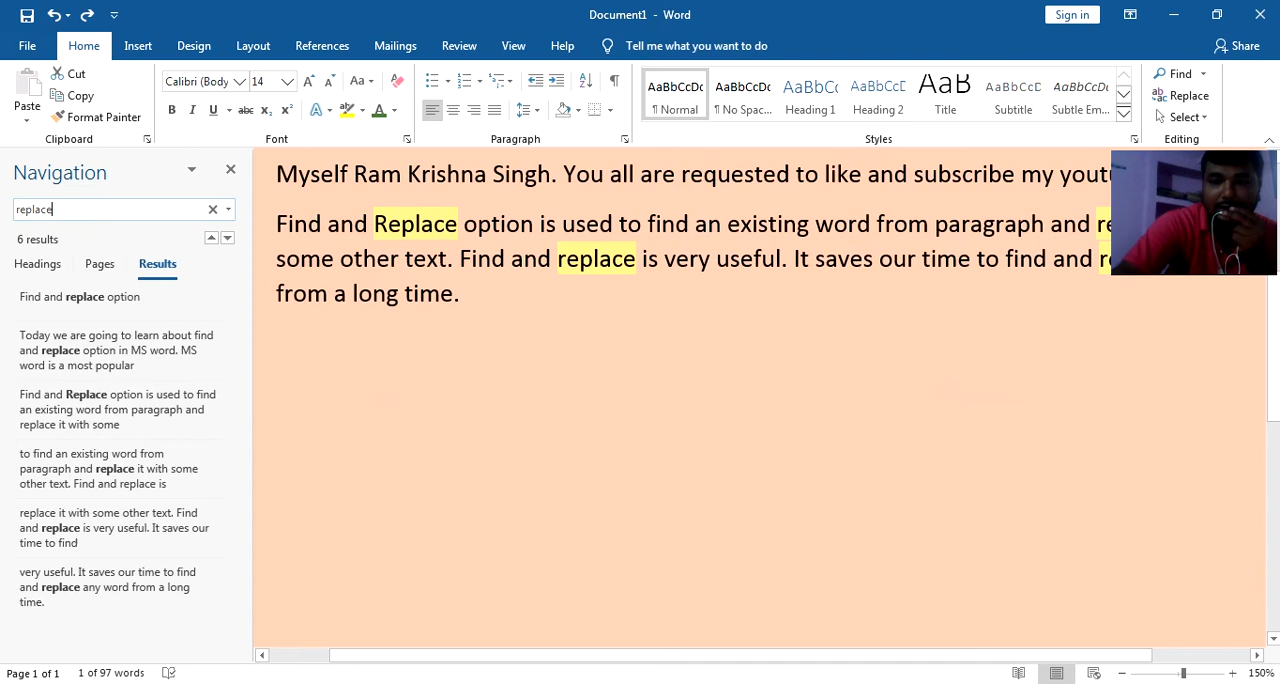 Document1 - Word
Sign in
File Home Insert Design Layout References Mailings Review View Help Tell me what you want to do Share
Paste
Cut
Copy
Format Painter
Calibri (Body 14 Aa
B I U abc x₂ x² A A
¶
AaBbCcDc AaBbCcDc AaBbCc AaBbCcD AaB AaBbCcD AaBbCcDc
¶ Normal ¶ No Spac... Heading 1 Heading 2 Title Subtitle Subtle Em...
Find
Replace
Select
Clipboard Font Paragraph Styles Editing
Navigation
replace
6 results
Headings Pages Results
Find and replace option
Today we are going to learn about find
and replace option in MS word. MS
word is a most popular
Find and Replace option is used to find
an existing word from paragraph and
replace it with some
to find an existing word from
paragraph and replace it with some
other text. Find and replace is
replace it with some other text. Find
and replace is very useful. It saves our
time to find
very useful. It saves our time to find
and replace any word from a long
time.
Myself Ram Krishna Singh. You all are requested to like and subscribe my
Find and Replace option is used to find an existing word from paragraph and
some other text. Find and replace is very useful. It saves our time to find and
from a long time.
Page 1 of 1 1 of 97 words 150%